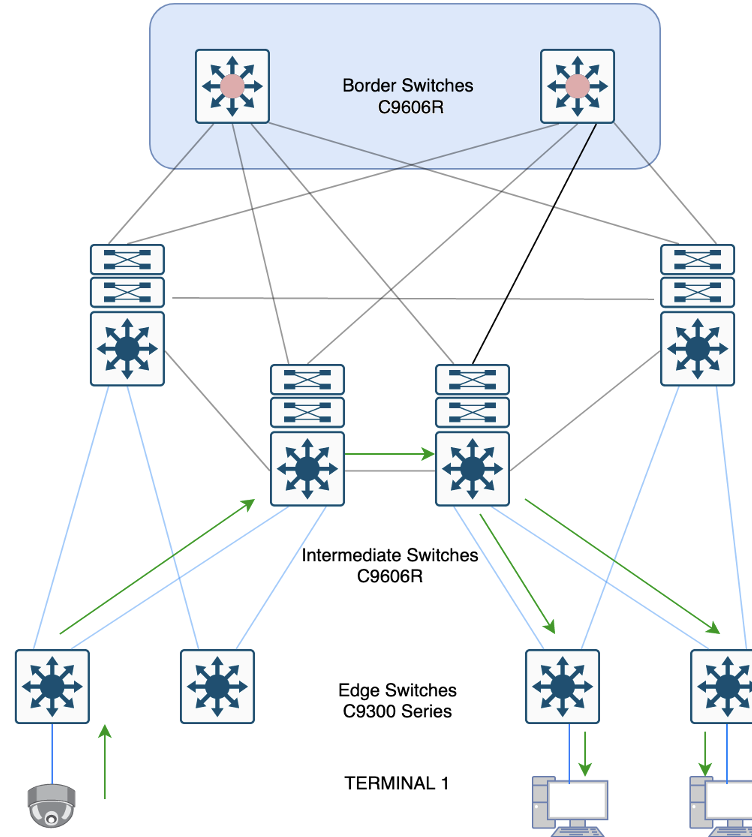 Border Switches
C9606R
Intermediate Switches
C9606R
Edge Switches
C9300 Series
TERMINAL 1